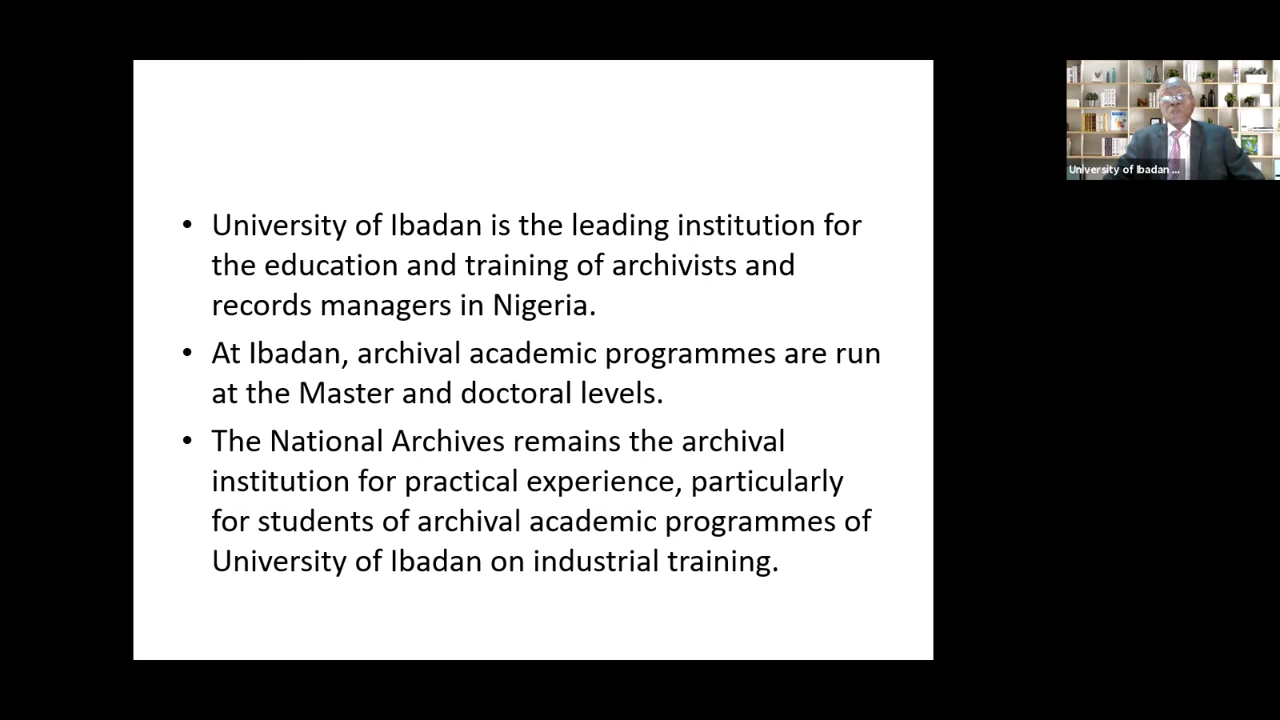 • University of Ibadan is the leading institution for
the education and training of archivists and
records managers in Nigeria.
• At Ibadan, archival academic programmes are run
at the Master and doctoral levels.
• The National Archives remains the archival
institution for practical experience, particularly
for students of archival academic programmes of
University of Ibadan on industrial training.
University of Ibadan ...